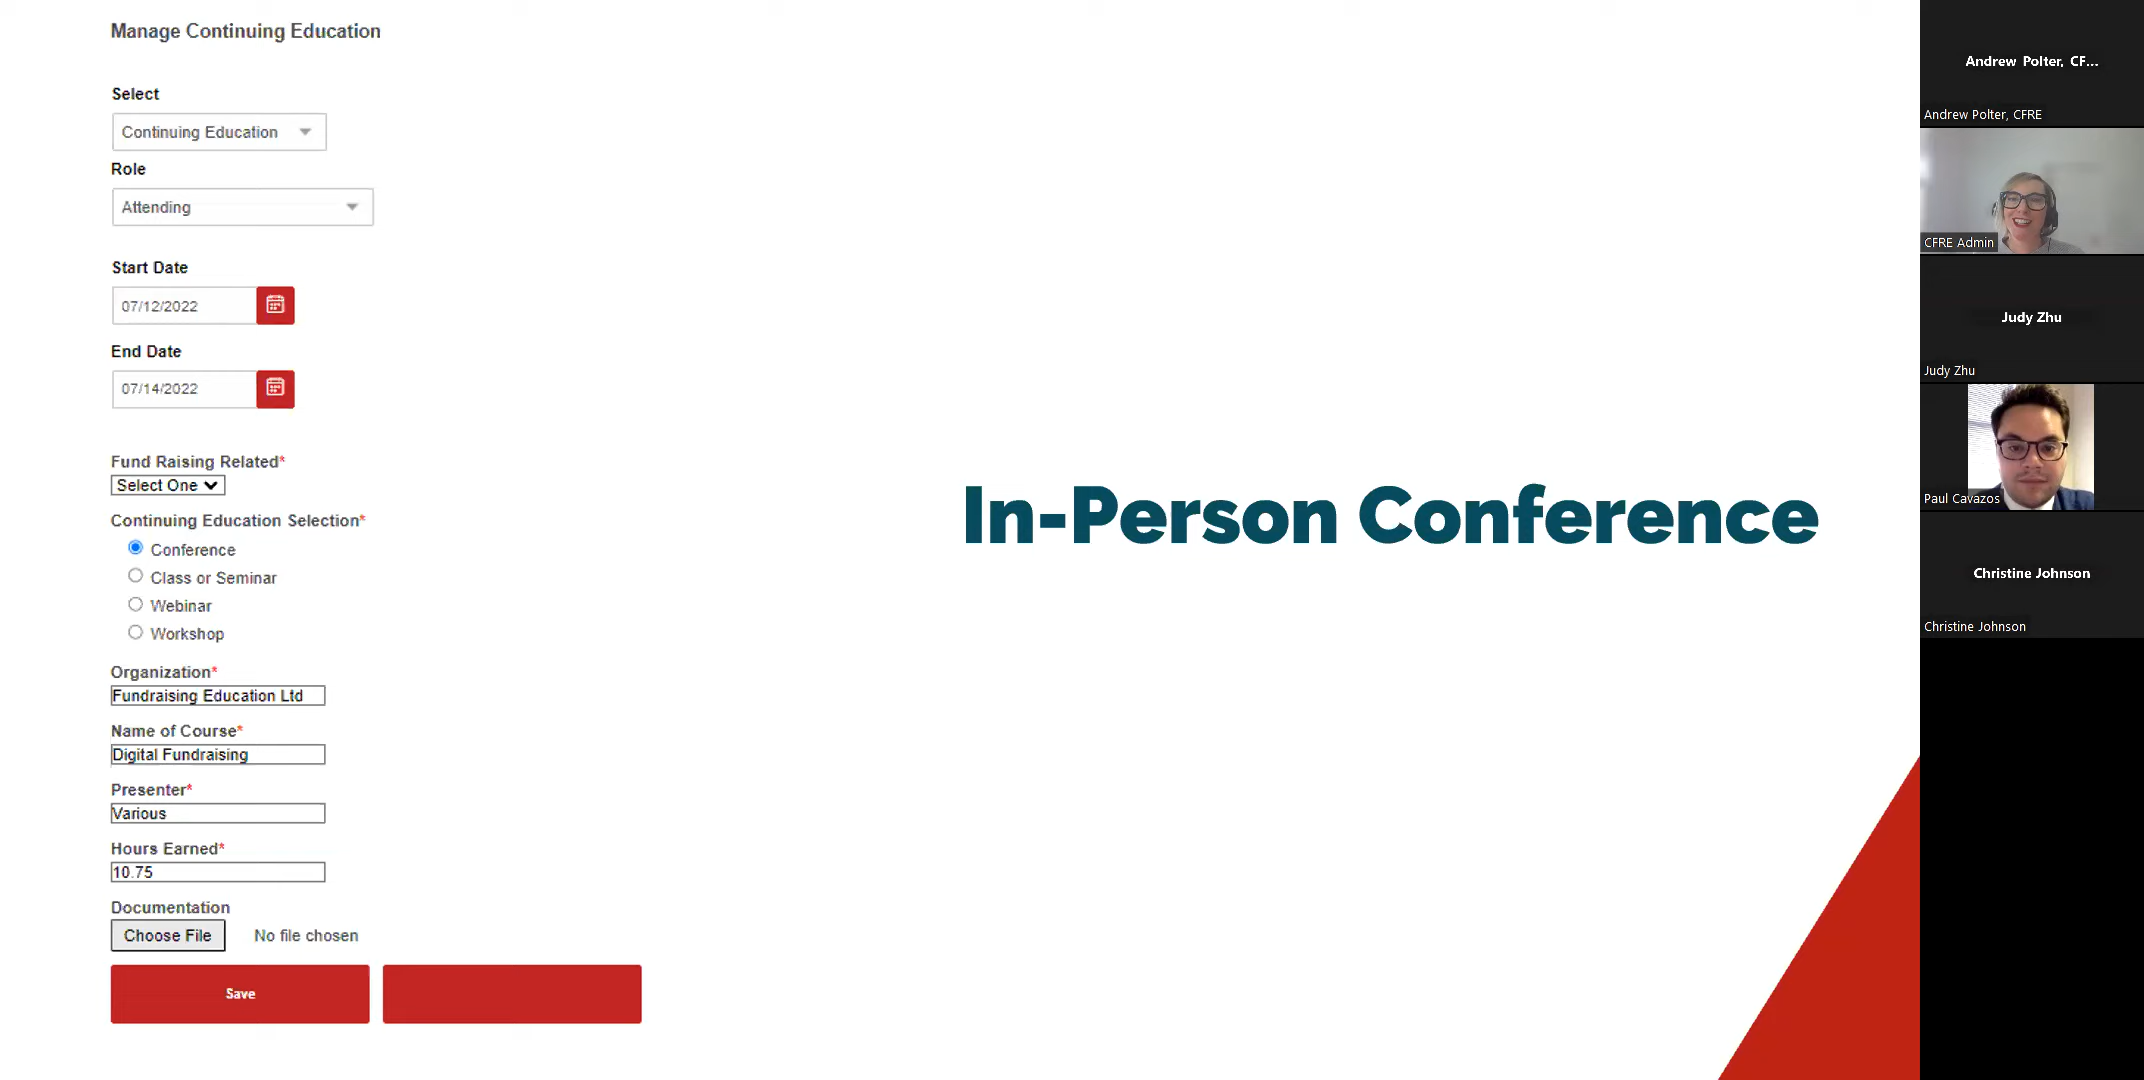 Manage Continuing Education
Select
Continuing Education
Role
Attending
Start Date
07/12/2022
End Date
07/14/2022
Fund Raising Related*
Select One
Continuing Education Selection*
Conference
Class or Seminar
Webinar
Workshop
Organization*
Fundraising Education Ltd
Name of Course*
Digital Fundraising
Presenter*
Various
Hours Earned*
10.75
Documentation
Choose File No file chosen
Save
In-Person Conference
Andrew Polter, CF...
Andrew Polter, CFRE
CFRE Admin
Judy Zhu
Judy Zhu
Paul Cavazos
Christine Johnson
Christine Johnson